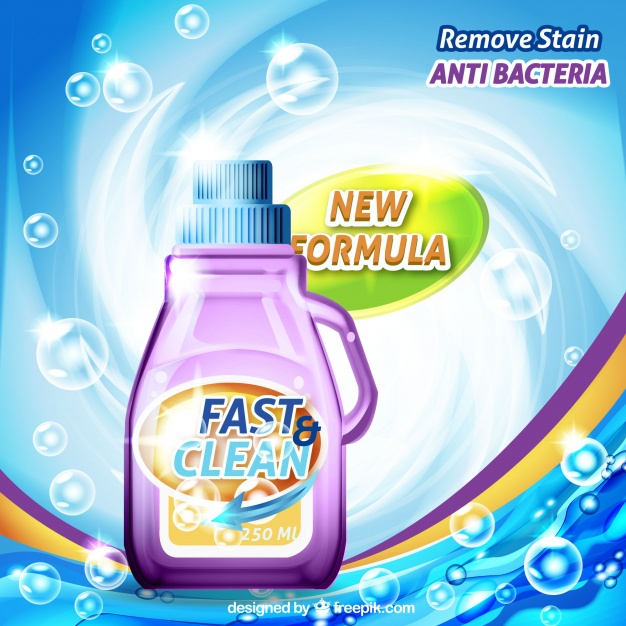 Remove Stain
ANTI BACTERIA
NEW
FORMULA
FAST
&
CLEAN
250 ML
designed by freepik.com